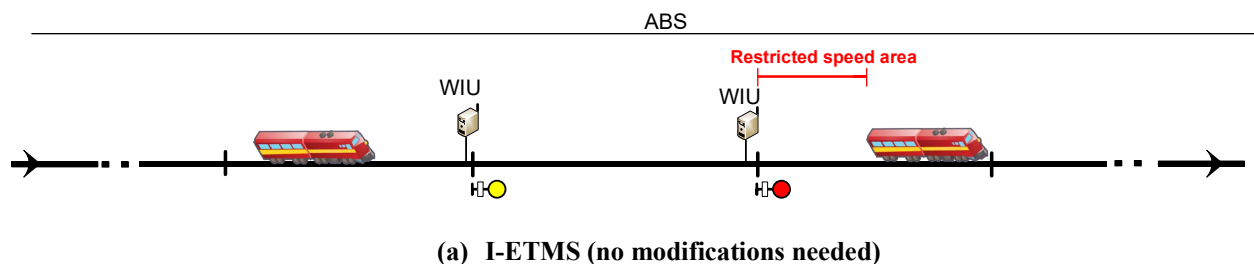 ABS
Restricted speed area
WIU
WIU
(a) I-ETMS (no modifications needed)